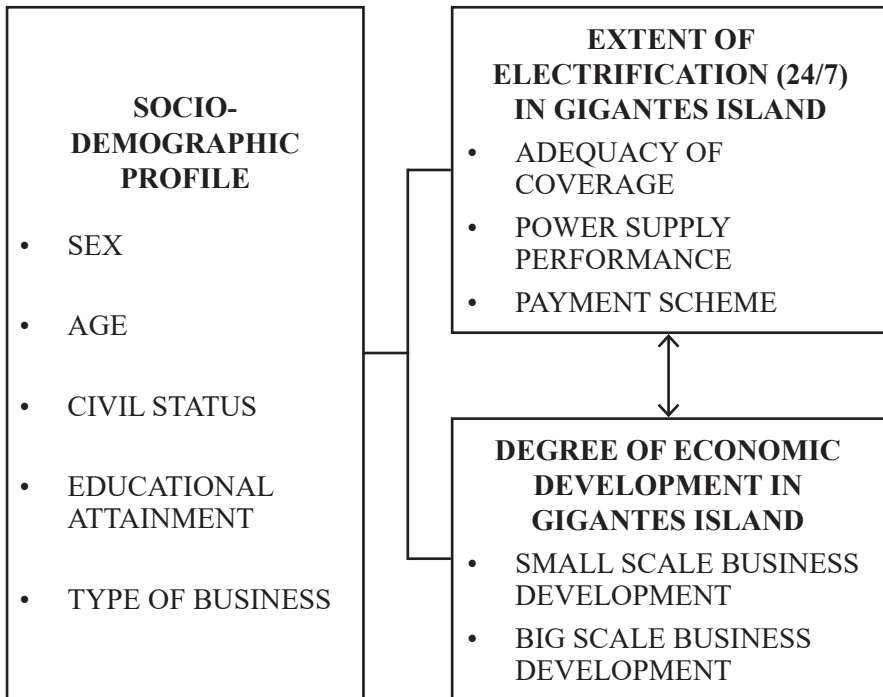 SOCIO-
DEMOGRAPHIC
PROFILE
• SEX
• AGE
• CIVIL STATUS
• EDUCATIONAL
ATTAINMENT
• TYPE OF BUSINESS
EXTENT OF
ELECTRIFICATION (24/7)
IN GIGANTES ISLAND
• ADEQUACY OF
COVERAGE
• POWER SUPPLY
PERFORMANCE
• PAYMENT SCHEME
DEGREE OF ECONOMIC
DEVELOPMENT IN
GIGANTES ISLAND
• SMALL SCALE BUSINESS
DEVELOPMENT
• BIG SCALE BUSINESS
DEVELOPMENT